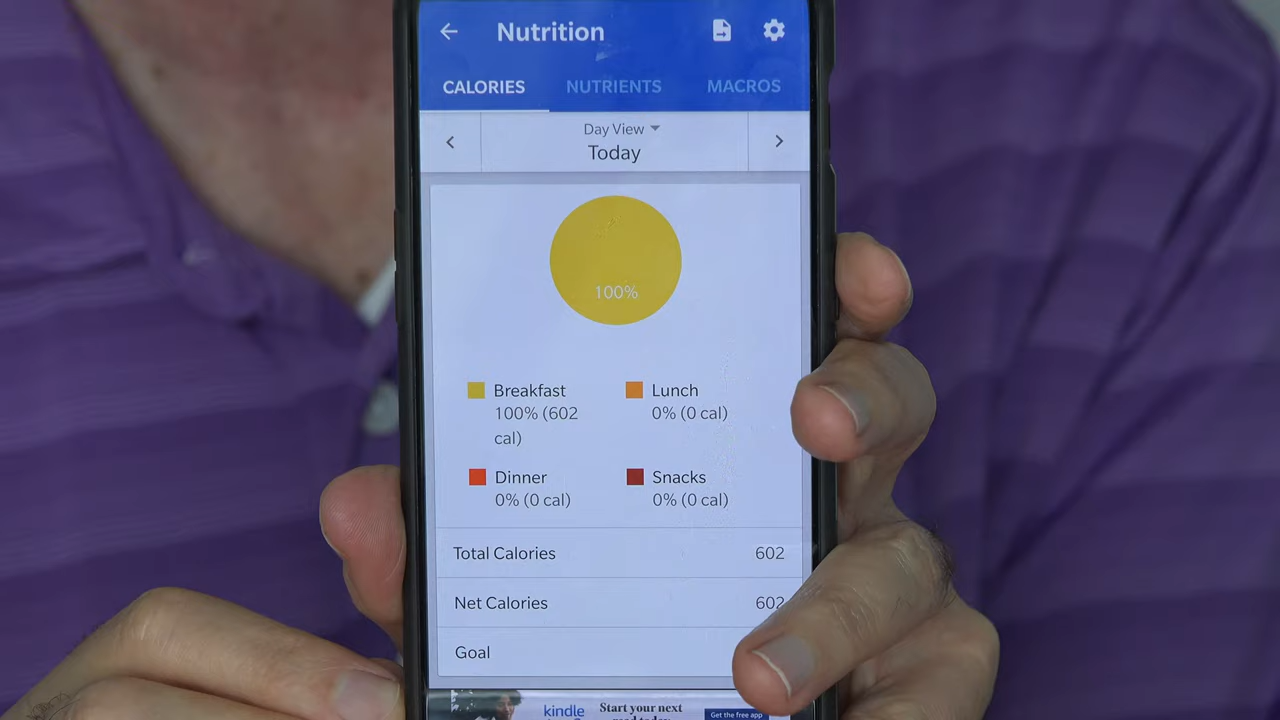 Nutrition
CALORIES NUTRIENTS MACROS
Day View
Today
100%
Breakfast
100% (602
cal)
Lunch
0% (0 cal)
Dinner
0% (0 cal)
Snacks
0% (0 cal)
Total Calories 602
Net Calories 602
Goal
kindle
Start your next
read today
Get the free app